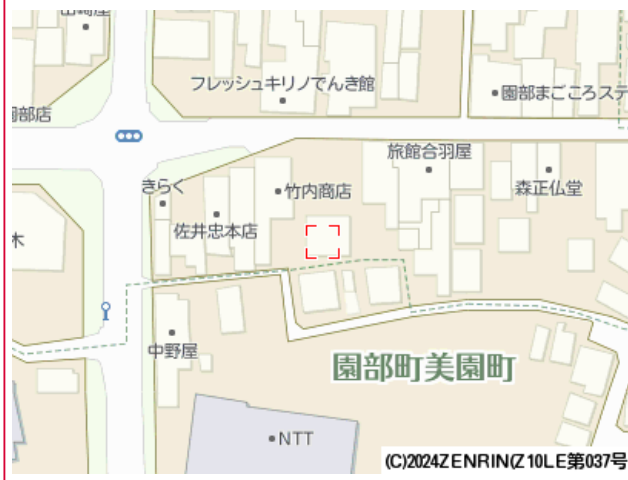 フレッシュキリノでんき館
園部まごころステ
部店
旅館合羽屋
きらく
竹内商店
森正仏堂
佐井忠本店
木
中野屋
園部町美園町
NTT
(C)2024ZENRIN(Z10LE第037号